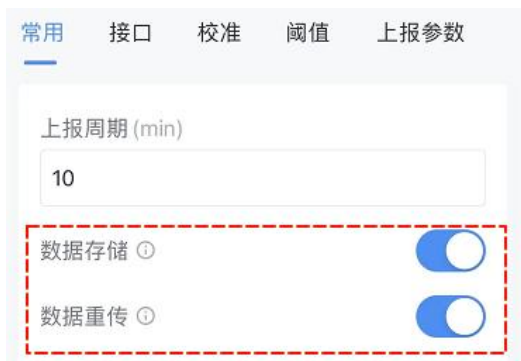 常用 接口 校准 阈值 上报参数
上报周期 (min)
10
数据存储
数据重传